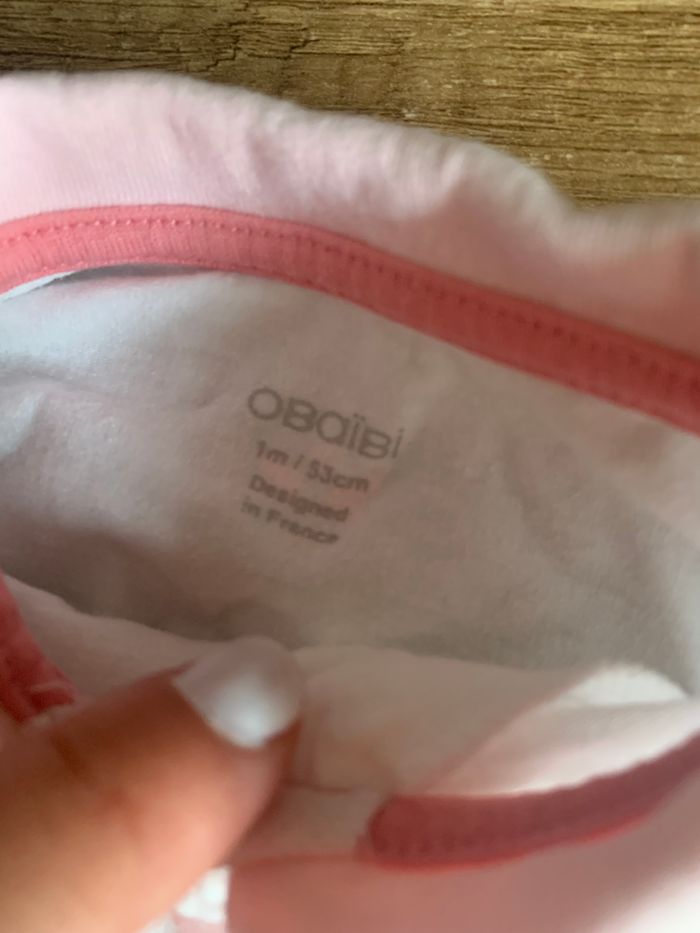 OBaïBi
1m / 53cm
Designed
in France